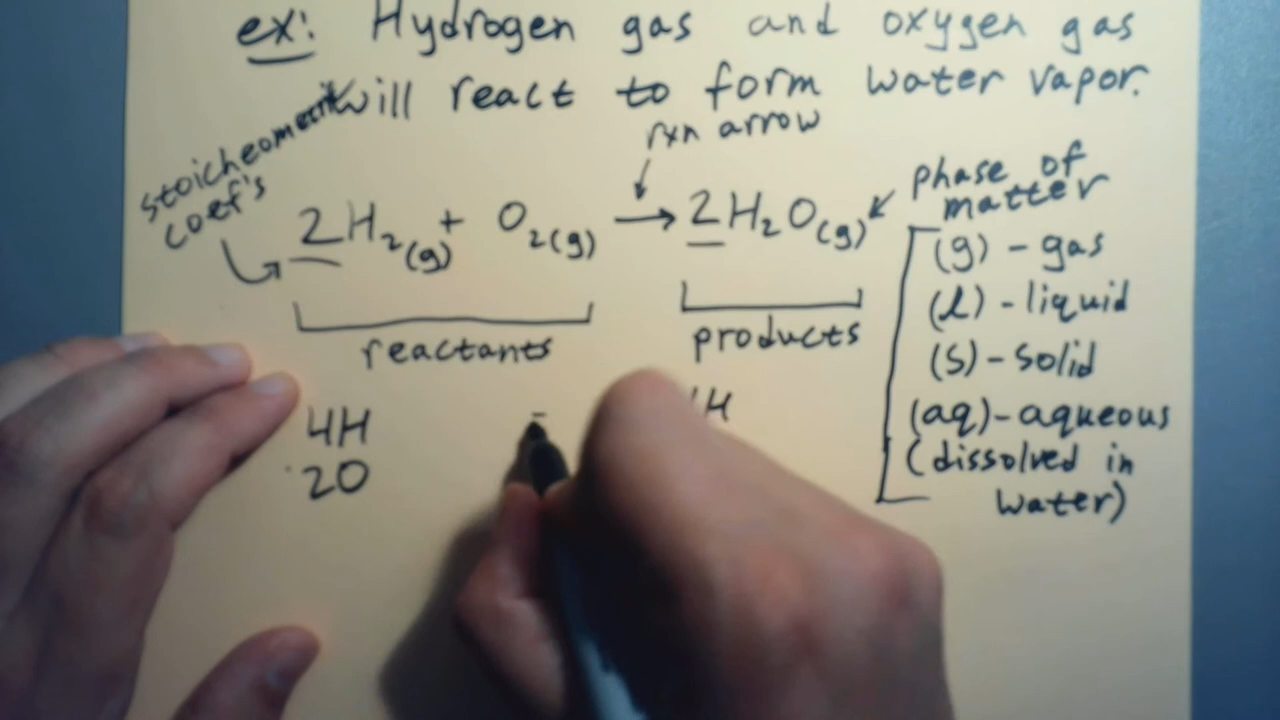 ex: Hydrogen gas and oxygen gas
will react to form water vapor.
rxn arrow
stoicheometric
coef's
phase of
matter
2H₂(g) + O₂(g) → 2H₂O(g)
(g) - gas
(l) - liquid
(s) - solid
(aq) - aqueous
(dissolved in
water)
reactants
products
4H
2O
H